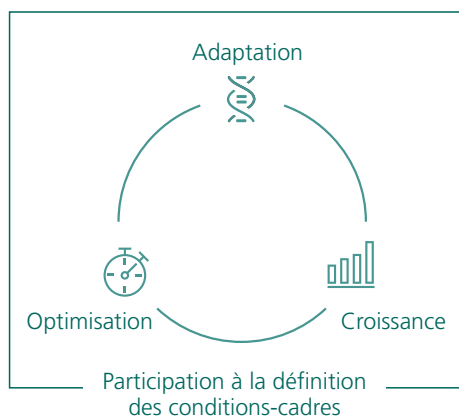 Adaptation
Optimisation
Croissance
Participation à la définition
des conditions-cadres